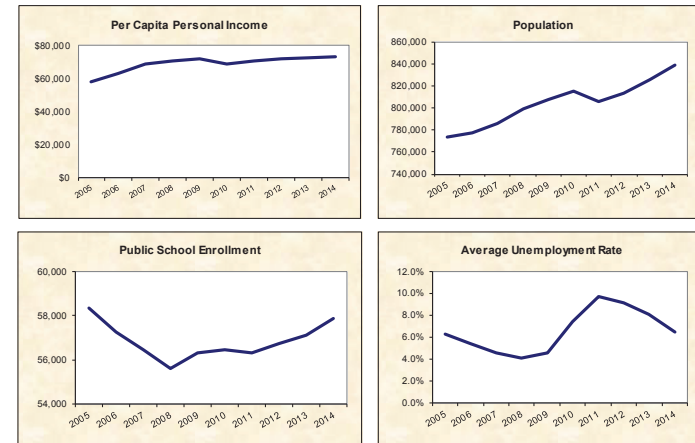 Per Capita Personal Income
$80,000
$60,000
$40,000
$20,000
$0
2005 2006 2007 2008 2009 2010 2011 2012 2013 2014
Population
860,000
840,000
820,000
800,000
780,000
760,000
740,000
2005 2006 2007 2008 2009 2010 2011 2012 2013 2014
Public School Enrollment
60,000
58,000
56,000
54,000
2005 2006 2007 2008 2009 2010 2011 2012 2013 2014
Average Unemployment Rate
12.0%
10.0%
8.0%
6.0%
4.0%
2.0%
0.0%
2005 2006 2007 2008 2009 2010 2011 2012 2013 2014